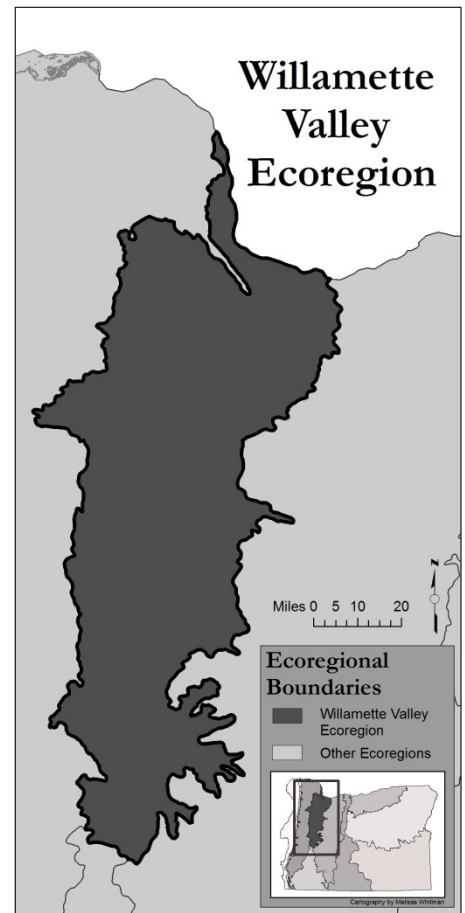 Willamette
Valley
Ecoregion
N
Miles 0 5 10 20
Ecoregional
Boundaries
Willamette Valley
Ecoregion
Other Ecoregions
Cartography by Melissa Whitman